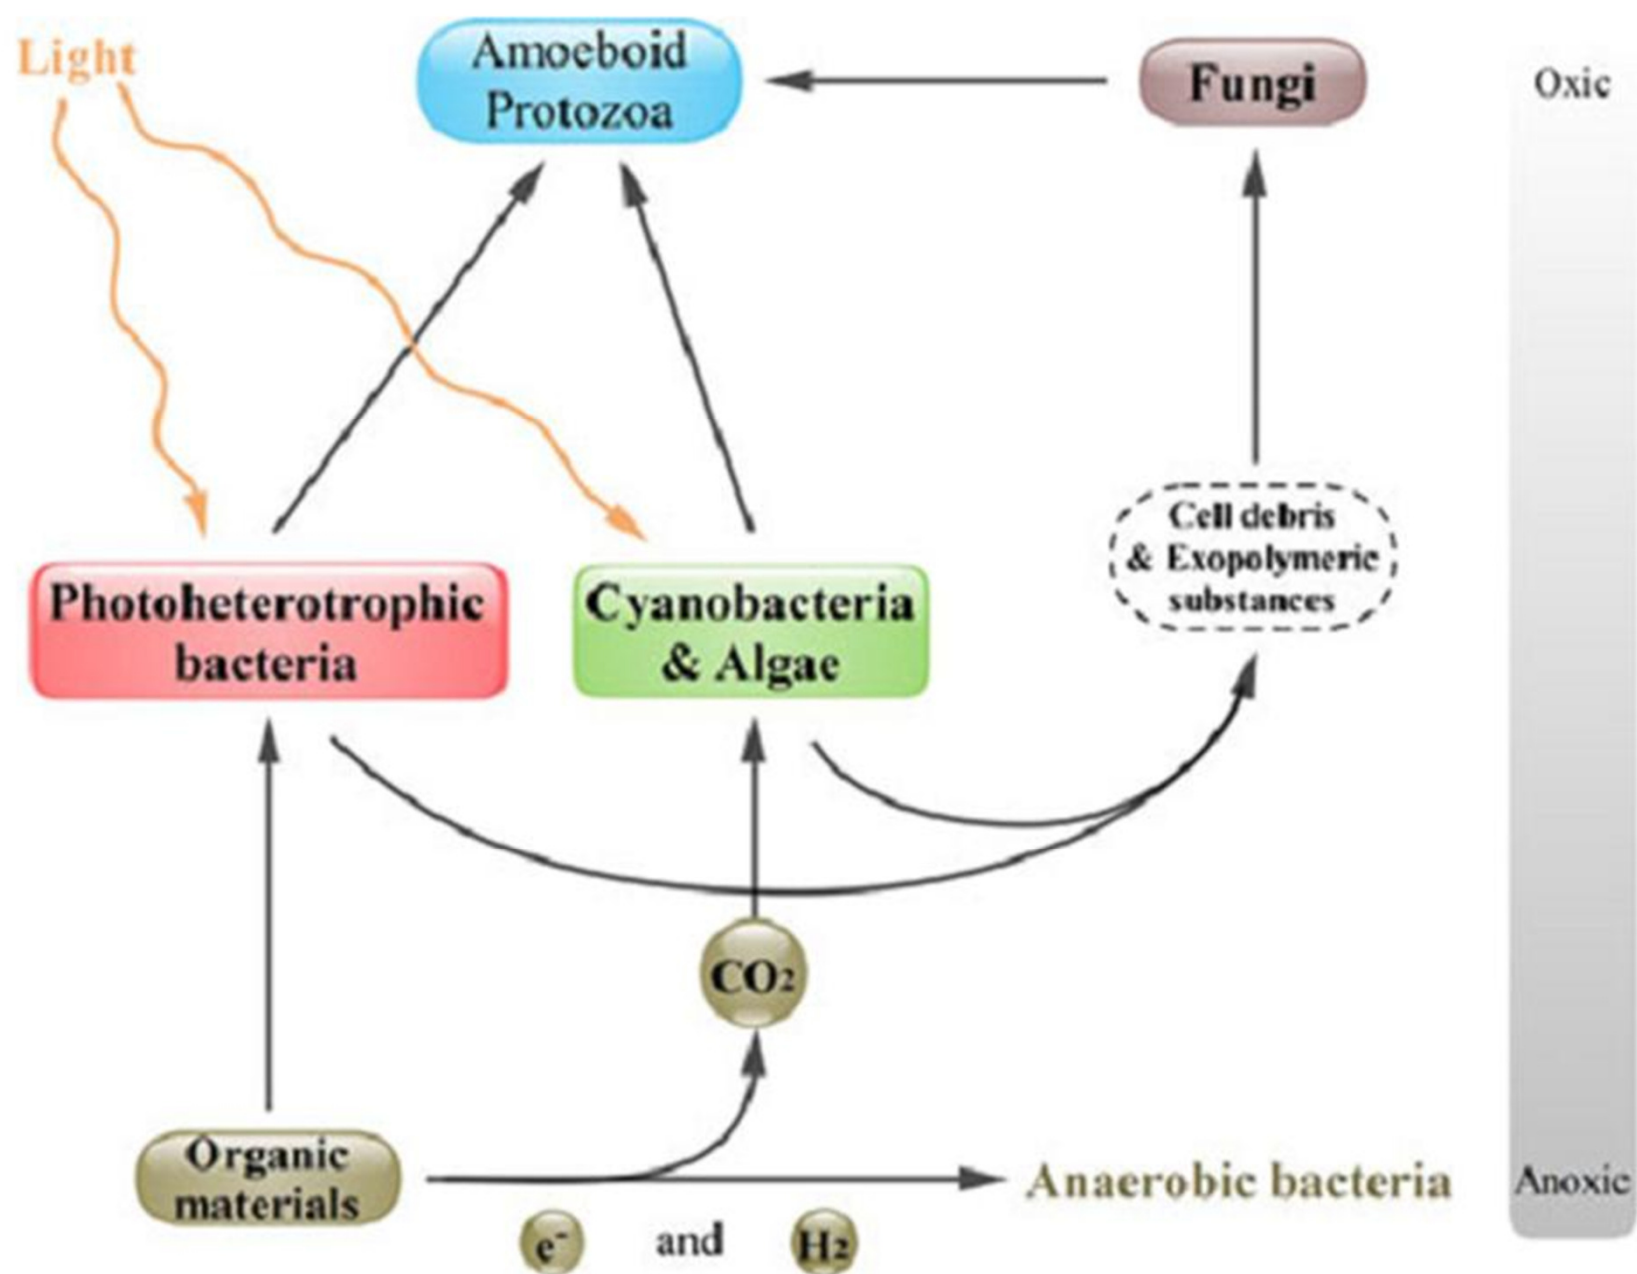 Light
Amoeboid
Protozoa
Fungi
Oxic
Cell debris
& Exopolymeric
substances
Photoheterotrophic
bacteria
Cyanobacteria
& Algae
CO₂
Organic
materials
Anaerobic bacteria
Anoxic
e⁻ and H₂